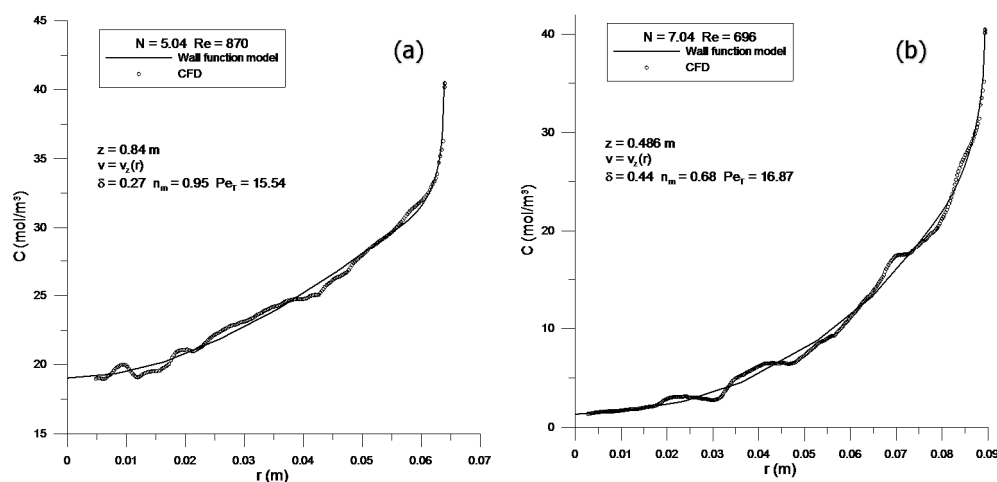 N = 5.04 Re = 870
Wall function model
CFD
(a)
z = 0.84 m
v = v_z(r)
δ = 0.27 n_m = 0.95 Pe_T = 15.54
C (mol/m³)
45
40
35
30
25
20
15
0 0.01 0.02 0.03 0.04 0.05 0.06 0.07
r (m)
N = 7.04 Re = 696
Wall function model
CFD
(b)
z = 0.486 m
v = v_z(r)
δ = 0.44 n_m = 0.68 Pe_T = 16.87
C (mol/m³)
40
30
20
10
0
0 0.01 0.02 0.03 0.04 0.05 0.06 0.07 0.08 0.09
r (m)